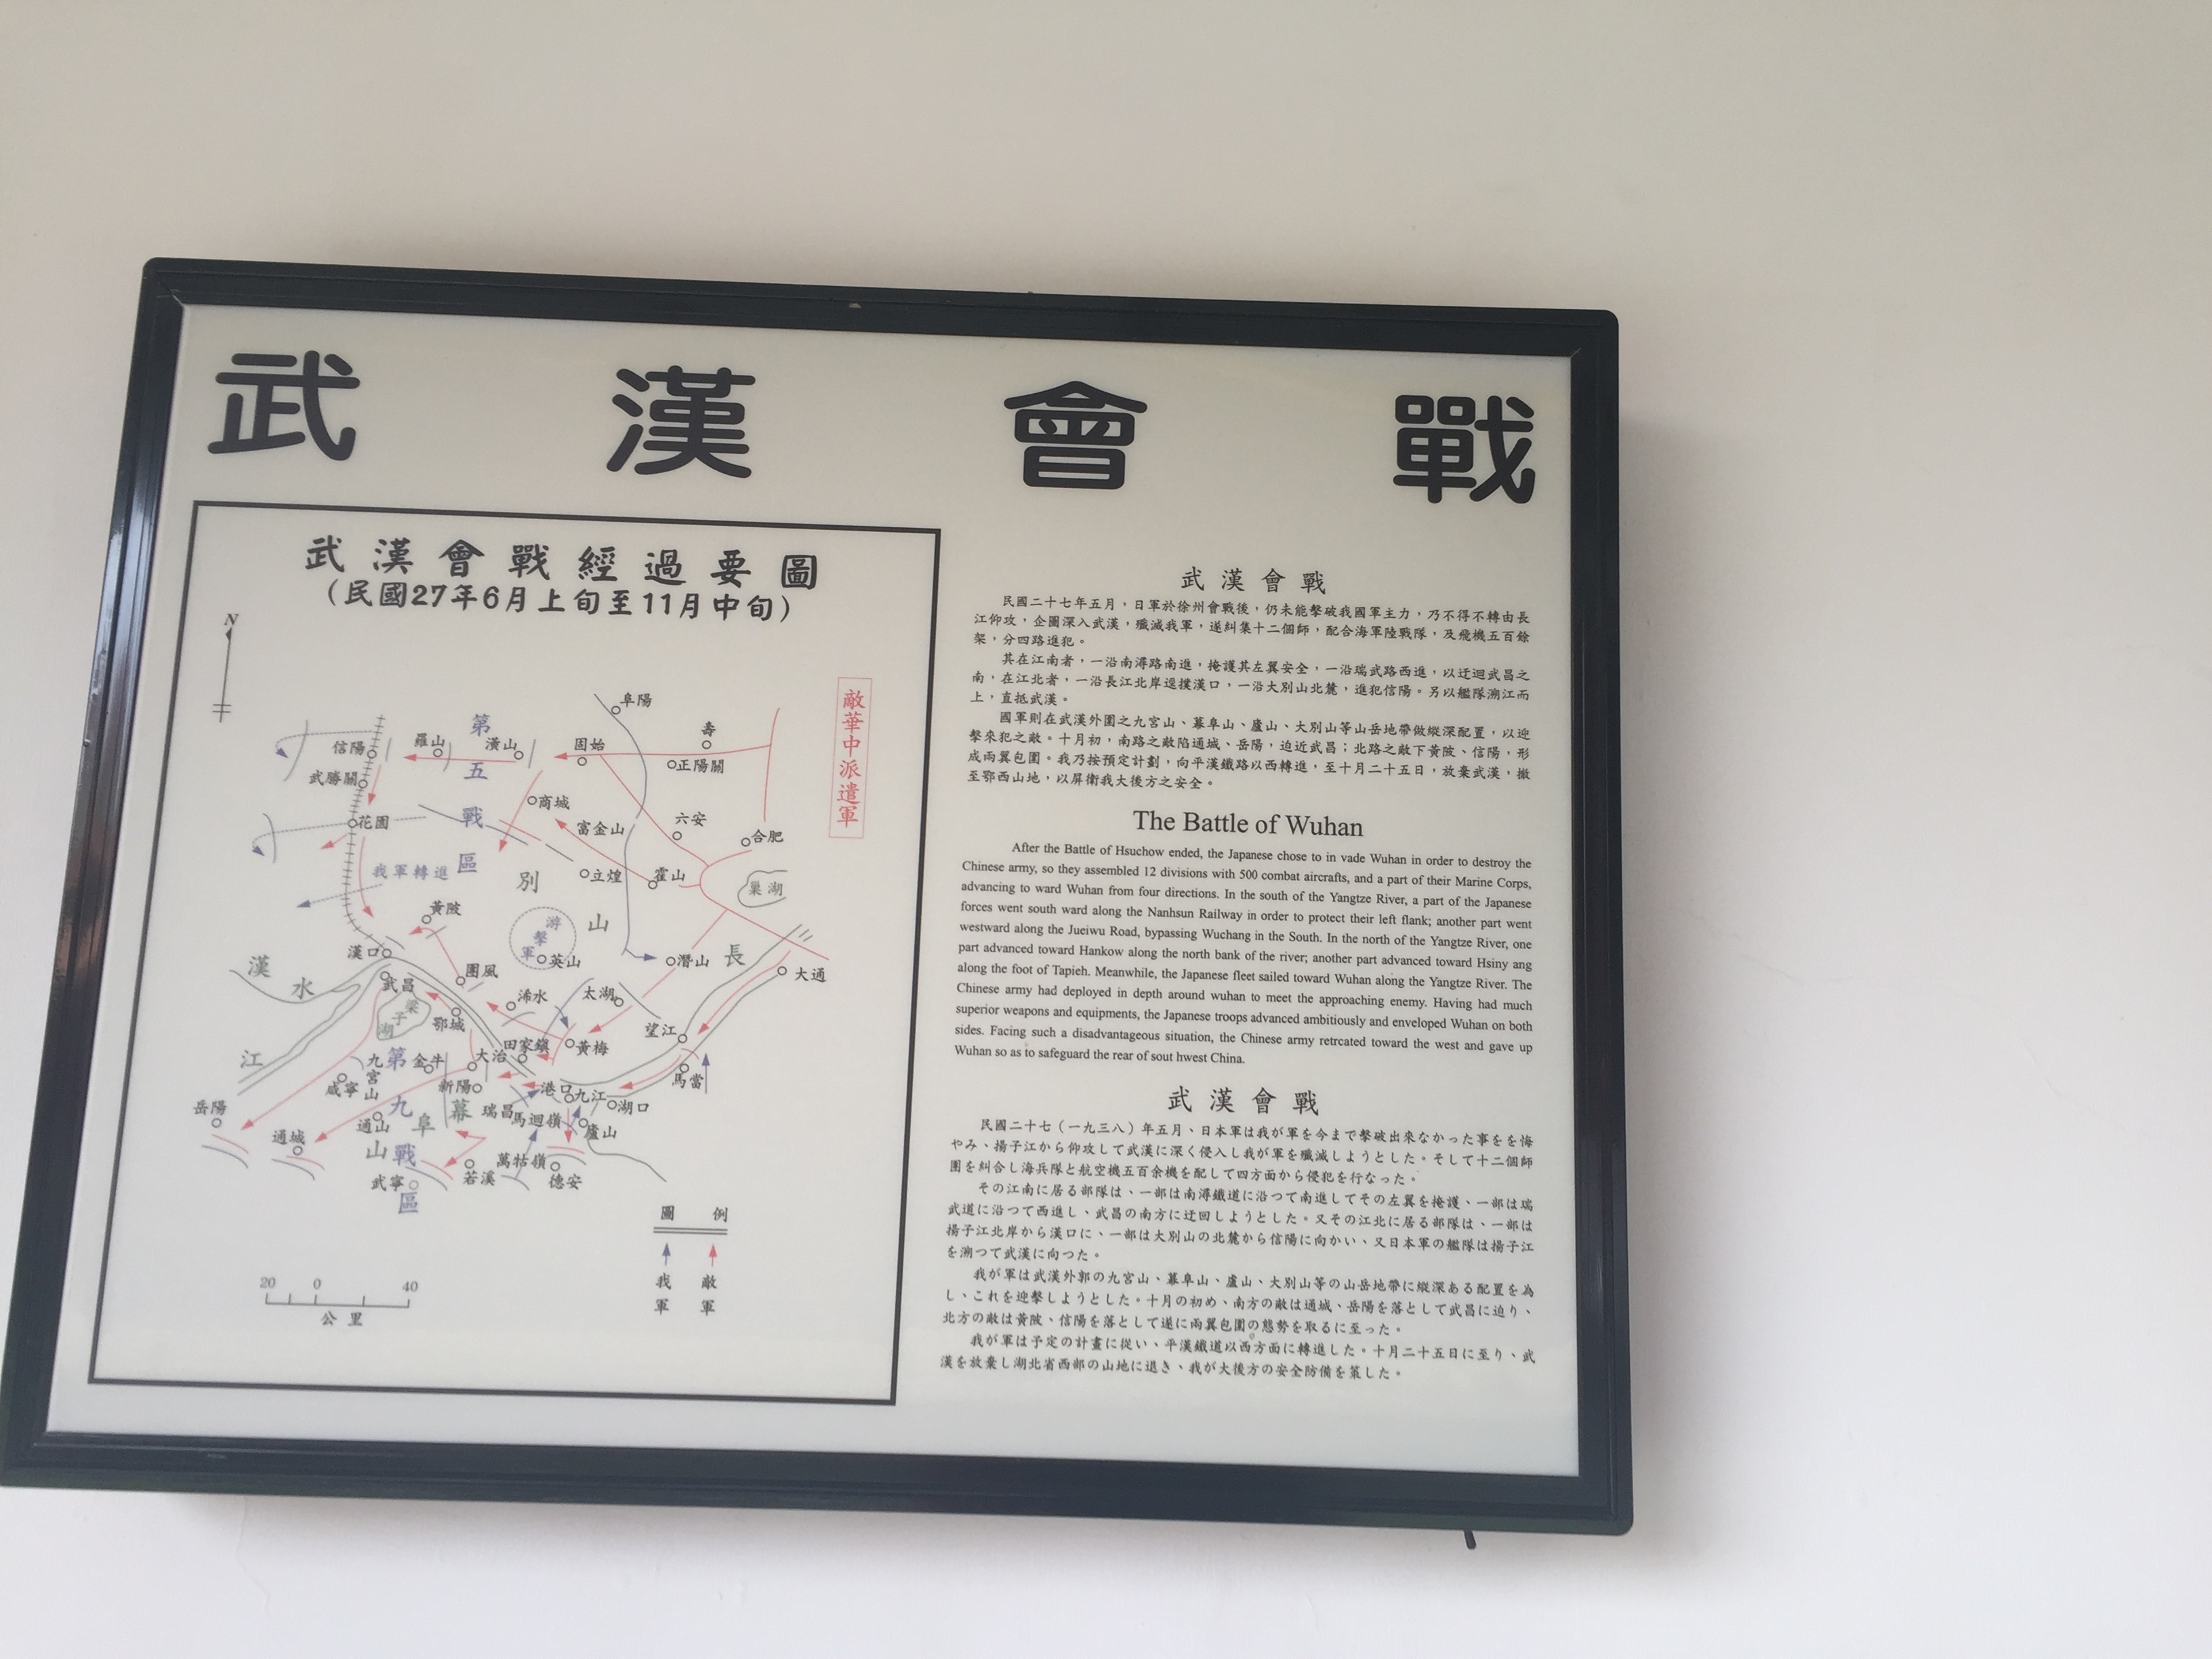 武漢會戰
武漢會戰經過要圖
(民國27年6月上旬至11月中旬)
N
敵華中派遣軍
阜陽
壽
正陽關
固始
潢山
羅山
信陽
武勝關
花園
第五戰區
商城
富金山
六安
合肥
立煌
霍山
巢湖
我軍轉進
別山
游擊軍
英山
潛山
黃陂
漢口
漢水
武昌
梁子湖
團風
浠水
太湖
長江
大通
望江
鄂城
田家鎮
黃梅
大冶
馬當
第九戰區
金牛
九宮山
咸寧
新陽
港口
九江
湖口
岳陽
通城
通山
幕阜山
瑞昌
馬迴嶺
廬山
萬牯嶺
德安
若溪
武寧
圖例
我軍
敵軍
20 0 40
公里
武漢會戰
民國二十七年五月，日軍於徐州會戰後，仍未能擊破我國軍主力，乃不得不轉由長
江仰攻，企圖深入武漢，殲滅我軍，遂糾集十二個師，配合海軍陸戰隊，及飛機五百餘
架，分四路進犯。
其在江南者，一沿南潯路南進，掩護其左翼安全，一沿瑞武路西進，以迂迴武昌之
南，在江北者，一沿長江北岸逕撲漢口，一沿大別山北麓，進犯信陽。另以艦隊溯江而
上，直抵武漢。
國軍則在武漢外圍之九宮山、幕阜山、廬山、大別山等山岳地帶做縱深配置，以迎
擊來犯之敵。十月初，南路之敵陷通城、岳陽，迫近武昌；北路之敵下黃陂、信陽，形
成兩翼包圍。我乃按預定計劃，向平漢鐵路以西轉進，至十月二十五日，放棄武漢，撤
至鄂西山地，以屏衛我大後方之安全。
The Battle of Wuhan
After the Battle of Hsuchow ended, the Japanese chose to in vade Wuhan in order to destroy the
Chinese army, so they assembled 12 divisions with 500 combat aircrafts, and a part of their Marine Corps,
advancing to ward Wuhan from four directions. In the south of the Yangtze River, a part of the Japanese
forces went south ward along the Nanhsun Railway in order to protect their left flank; another part went
westward along the Jueiwu Road, bypassing Wuchang in the South. In the north of the Yangtze River, one
part advanced toward Hankow along the north bank of the river; another part advanced toward Hsiny ang
along the foot of Tapieh. Meanwhile, the Japanese fleet sailed toward Wuhan along the Yangtze River. The
Chinese army had deployed in depth around wuhan to meet the approaching enemy. Having had much
superior weapons and equipments, the Japanese troops advanced ambitiously and enveloped Wuhan on both
sides. Facing such a disadvantageous situation, the Chinese army retrcated toward the west and gave up
Wuhan so as to safeguard the rear of sout hwest China.
武漢會戰
民國二十七（一九三八）年五月、日本軍は我が軍を今まで擊破出來なかった事をを悔
やみ、揚子江から仰攻して武漢に深く侵入し我が軍を殲滅しようとした。そして十二個師
團を糾合し海兵隊と航空機五百余機を配して四方面から侵犯を行なった。
その江南に居る部隊は、一部は南潯鐵道に沿つて南進してその左翼を掩護、一部は瑞
武道に沿つて西進し、武昌の南方に迂回しようとした。又その江北に居る部隊は、一部は
揚子江北岸から漢口に、一部は大別山の北麓から信陽に向かい、又日本軍の艦隊は揚子江
を溯つて武漢に向つた。
我が軍は武漢外郭の九宮山、幕阜山、廬山、大別山等の山岳地帶に縱深ある配置を為
し、これを迎擊しようとした。十月の初め、南方の敵は通城、岳陽を落として武昌に迫り、
北方の敵は黃陂、信陽を落として遂に兩翼包圍の態勢を取るに至った。
我が軍は予定の計畫に從い、平漢鐵道以西方面に轉進した。十月二十五日に至り、武
漢を放棄し湖北省西部の山地に退き、我が大後方の安全防備を策した。